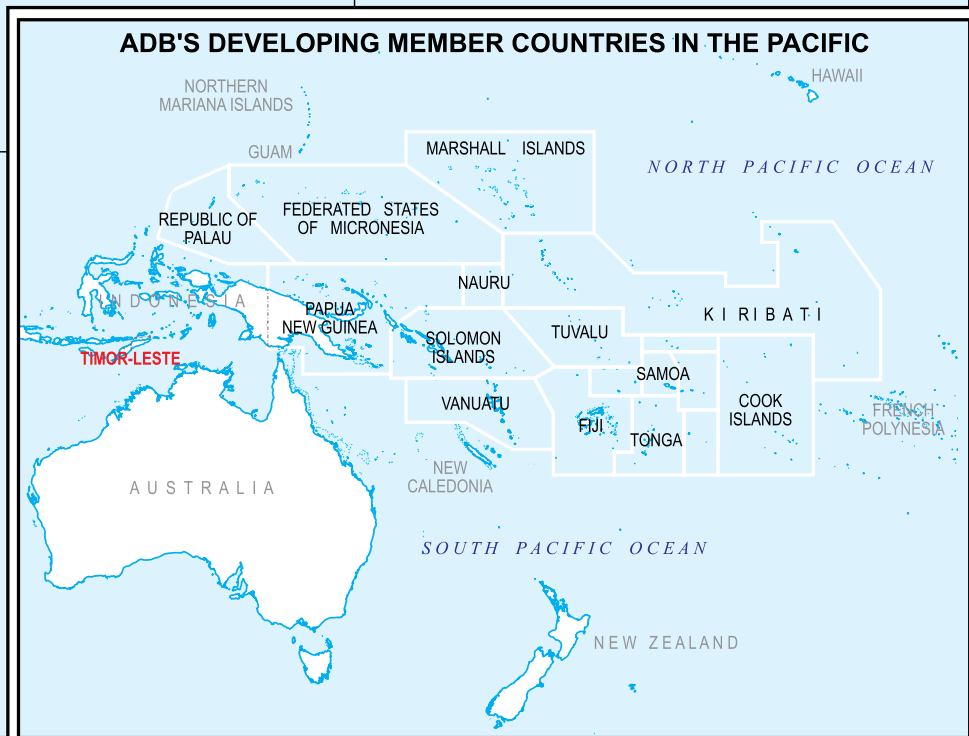 ADB'S DEVELOPING MEMBER COUNTRIES IN THE PACIFIC
HAWAII
NORTHERN
MARIANA ISLANDS
GUAM
MARSHALL ISLANDS
NORTH PACIFIC OCEAN
REPUBLIC OF
PALAU
FEDERATED STATES
OF MICRONESIA
NAURU
INDONESIA
PAPUA
NEW GUINEA
KIRIBATI
TUVALU
SOLOMON
ISLANDS
TIMOR-LESTE
SAMOA
VANUATU
COOK
ISLANDS
FRENCH
POLYNESIA
FIJI
TONGA
NEW
CALEDONIA
AUSTRALIA
SOUTH PACIFIC OCEAN
NEW ZEALAND